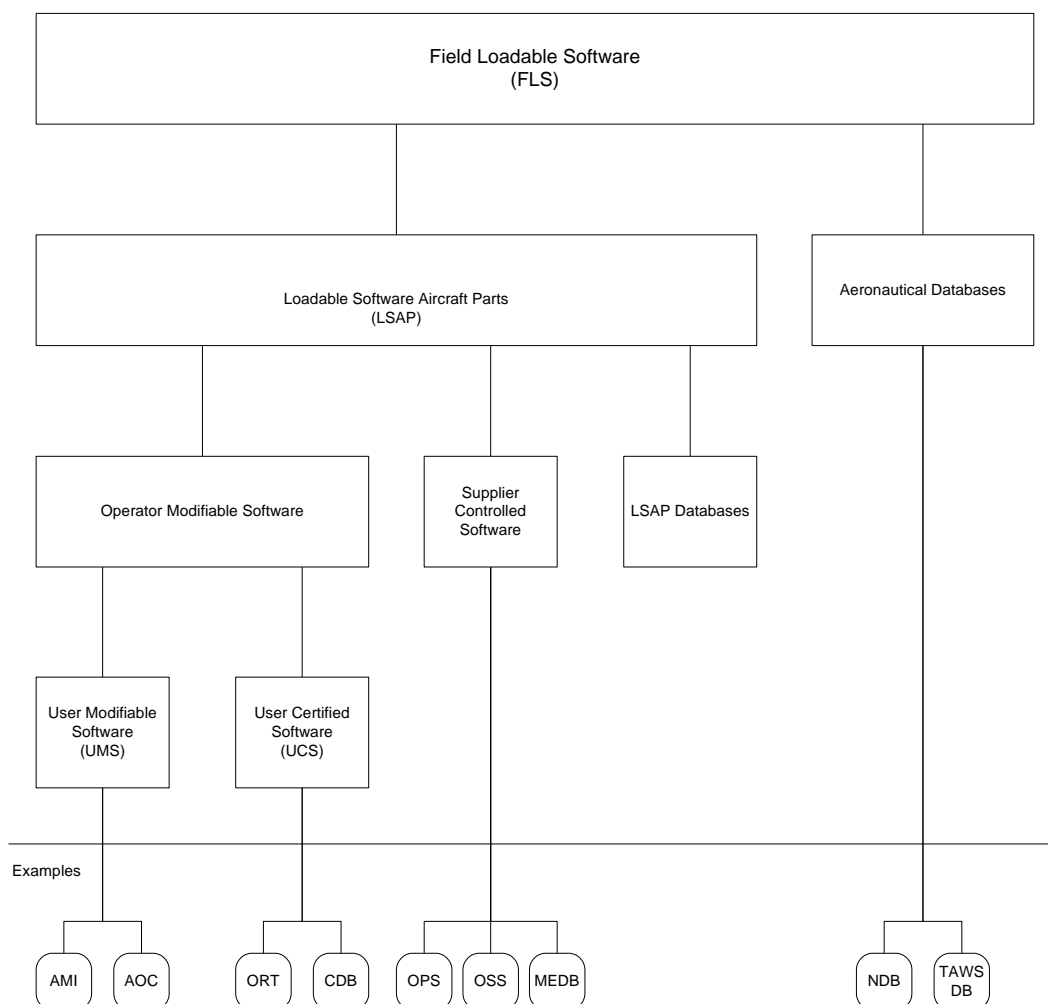 Field Loadable Software
(FLS)
Loadable Software Aircraft Parts
(LSAP)
Aeronautical Databases
Operator Modifiable Software
Supplier
Controlled
Software
LSAP Databases
User Modifiable
Software
(UMS)
User Certified
Software
(UCS)
Examples
AMI
AOC
ORT
CDB
OPS
OSS
MEDB
NDB
TAWS
DB